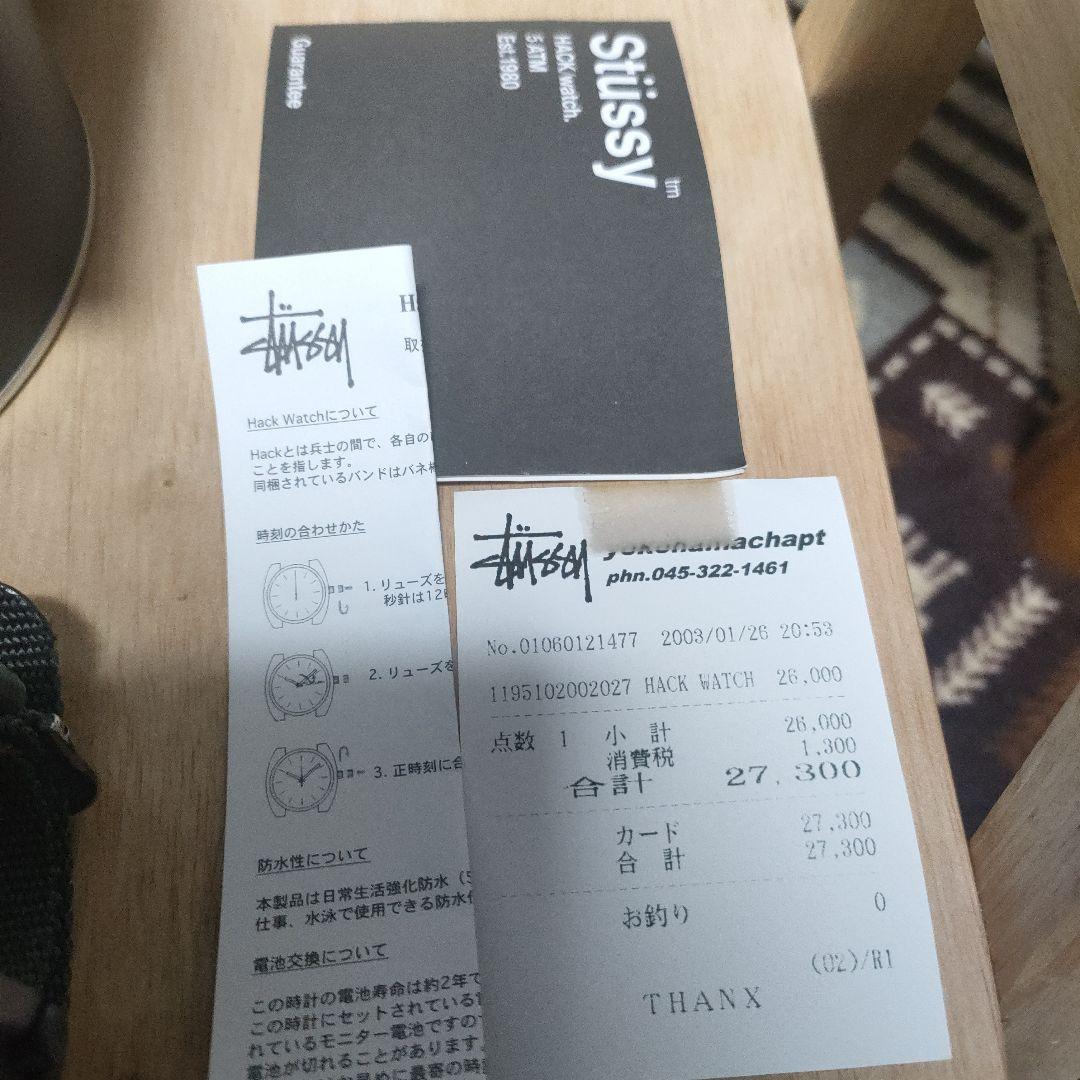 Stüssy
tm
HACK watch.
5 ATM
Est.1980
Guarantee
STÜSSY
H
取
Hack Watchについて
Hackとは兵士の間で、各自の
ことを指します。
同梱されているバンドはバネ棒
時刻の合わせかた
1. リューズを
秒針は12
2. リューズを
3. 正時刻に合
防水性について
本製品は日常生活強化防水（5
仕事、水泳で使用できる防水
電池交換について
この時計の電池寿命は約2年で
この時計にセットされている
れているモニター電池ですので
電池が切れることがあります。
に最寄の時
STÜSSY
yokohamachapt
phn.045-322-1461
No.01060121477 2003/01/26 20:53
1195102002027 HACK WATCH 26,000
点数 1 小計 26,000
消費税 1,300
合計 27,300
カード 27,300
合計 27,300
お釣り 0
(02)/R1
THANX